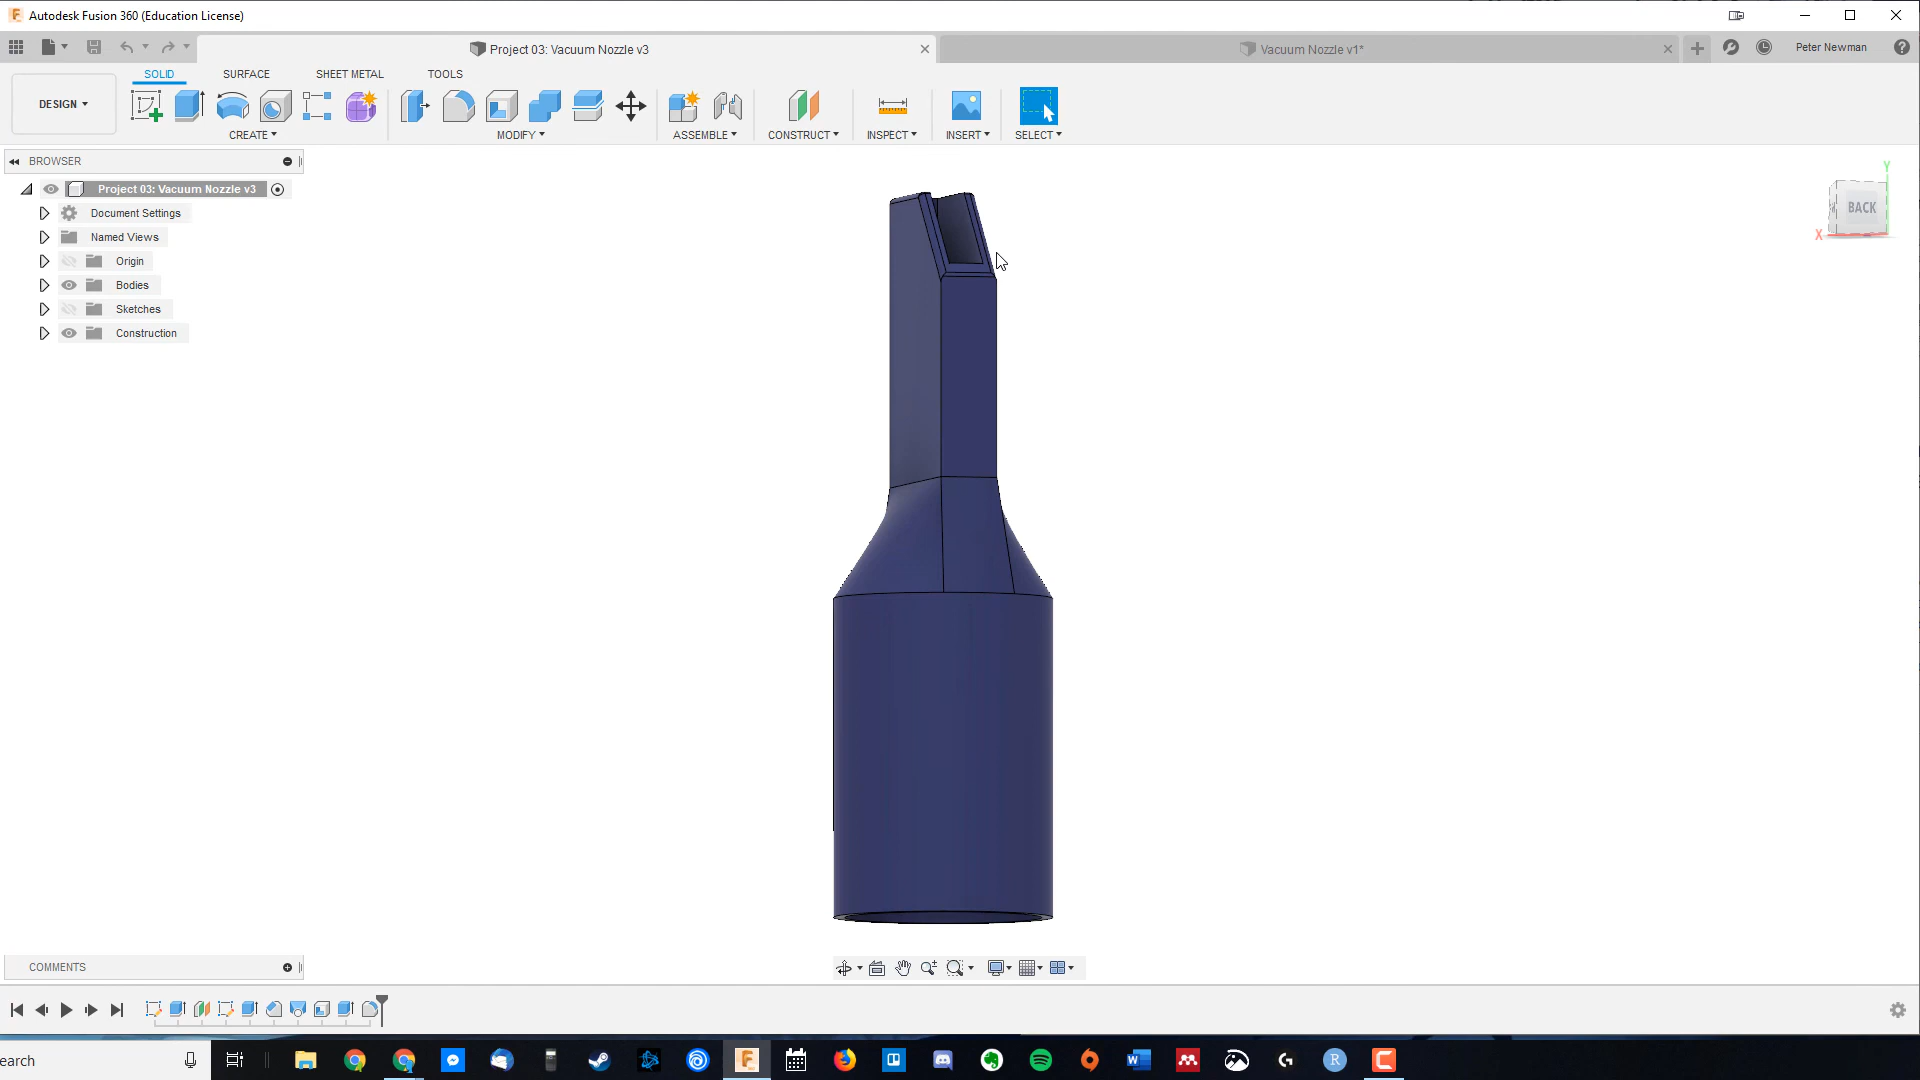 Autodesk Fusion 360 (Education License)
Project 03: Vacuum Nozzle v3
Vacuum Nozzle v1*
Peter Newman
SOLID
SURFACE
SHEET METAL
TOOLS
DESIGN
CREATE
MODIFY
ASSEMBLE
CONSTRUCT
INSPECT
INSERT
SELECT
BROWSER
Project 03: Vacuum Nozzle v3
Document Settings
Named Views
Origin
Bodies
Sketches
Construction
Y
BACK
X
COMMENTS
earch